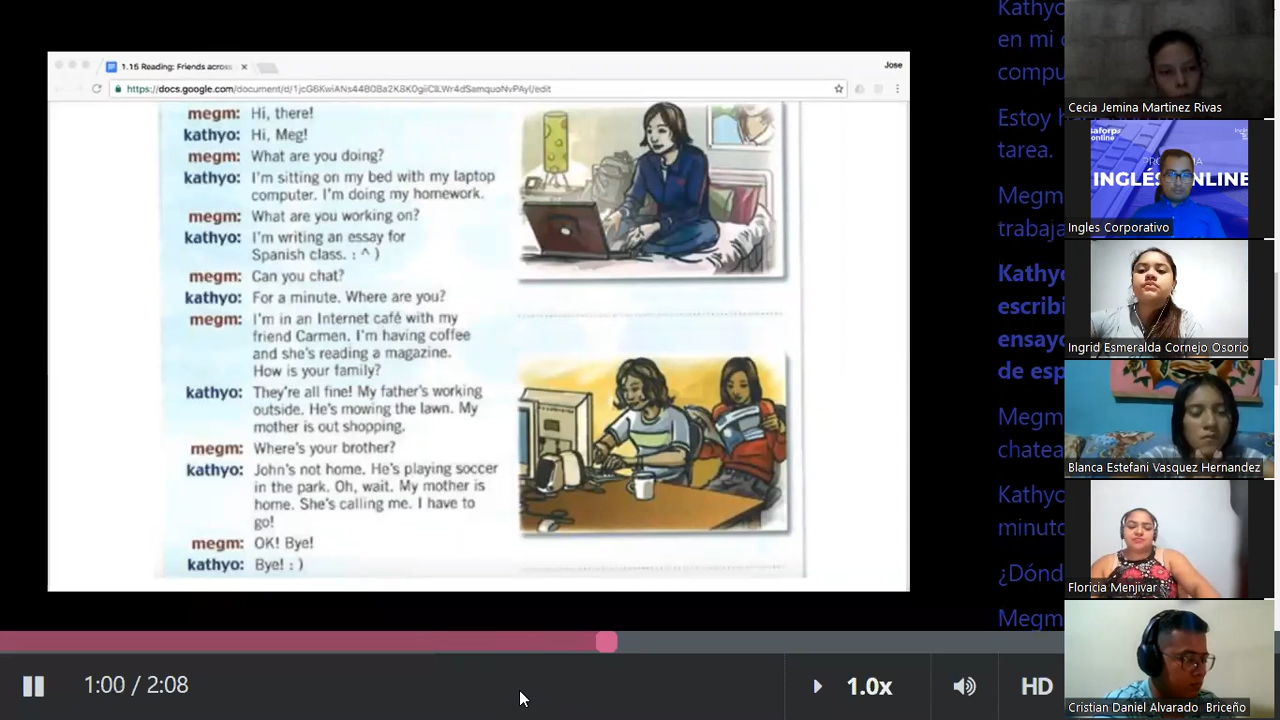 1.15 Reading: Friends across
Jose
https://docs.google.com/document/d/1jcG6KwiANs44B0Ba2K8K0giiCILWr4dSamquoNvPAyI/edit
megm: Hi, there!
kathyo: Hi, Meg!
megm: What are you doing?
kathyo: I'm sitting on my bed with my laptop
computer. I'm doing my homework.
megm: What are you working on?
kathyo: I'm writing an essay for
Spanish class. : ^ )
megm: Can you chat?
kathyo: For a minute. Where are you?
megm: I'm in an Internet café with my
friend Carmen. I'm having coffee
and she's reading a magazine.
How is your family?
kathyo: They're all fine! My father's working
outside. He's mowing the lawn. My
mother is out shopping.
megm: Where's your brother?
kathyo: John's not home. He's playing soccer
in the park. Oh, wait. My mother is
home. She's calling me. I have to
go!
megm: OK! Bye!
kathyo: Bye! : )
1:00 / 2:08
1.0x
HD
Kathyo
en mi
compu
Estoy ha
tarea.
Megm
trabaja
Kathyo
escribi
ensayo
de esp
Megm
chatea
Kathyo
minuto
¿Dónd
Megm
Cecia Jemina Martinez Rivas
INGLÉS ONLINE
Ingles Corporativo
Ingrid Esmeralda Cornejo Osorio
Blanca Estefani Vasquez Hernandez
Floricia Menjivar
Cristian Daniel Alvarado Briceño